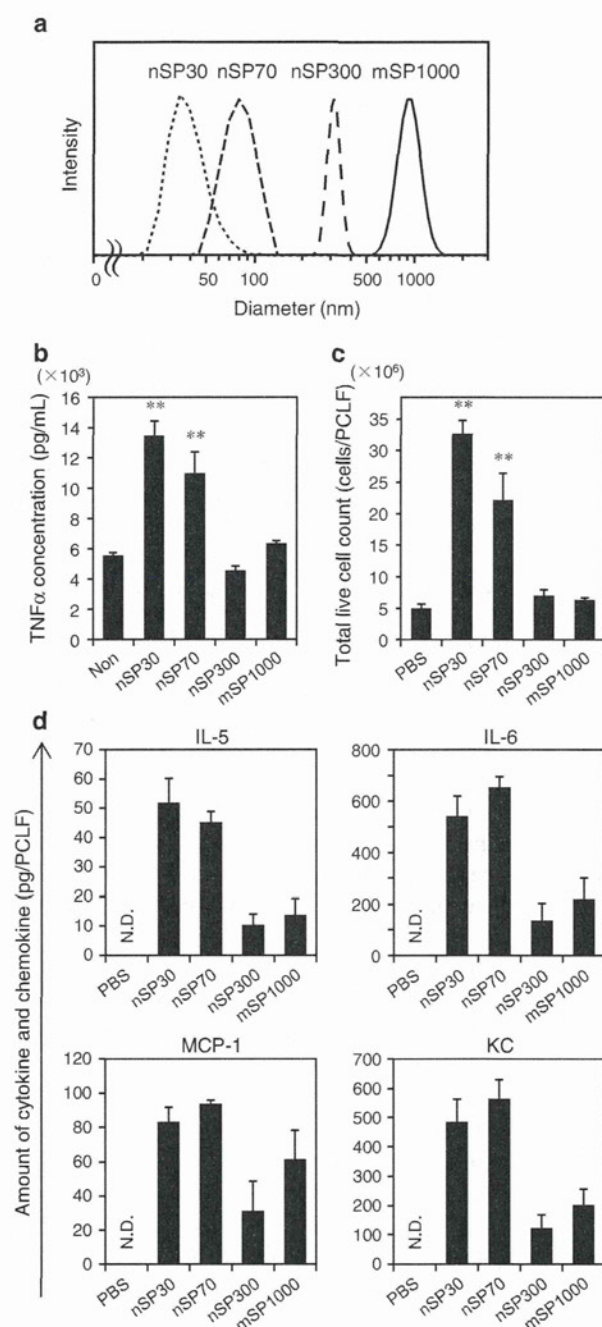 a
nSP30 nSP70 nSP300 mSP1000
Intensity
0 50 100 500 1000
Diameter (nm)
b
(×10³)
TNFα concentration (pg/mL)
16
14
12
10
8
6
4
2
0
** **
Non nSP30 nSP70 nSP300 mSP1000
c
(×10⁶)
Total live cell count (cells/PCLF)
35
30
25
20
15
10
5
0
** **
PBS nSP30 nSP70 nSP300 mSP1000
d
Amount of cytokine and chemokine (pg/PCLF)
IL-5
70
60
50
40
30
20
10
0
N.D.
PBS nSP30 nSP70 nSP300 mSP1000
IL-6
800
600
400
200
0
N.D.
PBS nSP30 nSP70 nSP300 mSP1000
MCP-1
120
100
80
60
40
20
0
N.D.
PBS nSP30 nSP70 nSP300 mSP1000
KC
700
600
500
400
300
200
100
0
N.D.
PBS nSP30 nSP70 nSP300 mSP1000